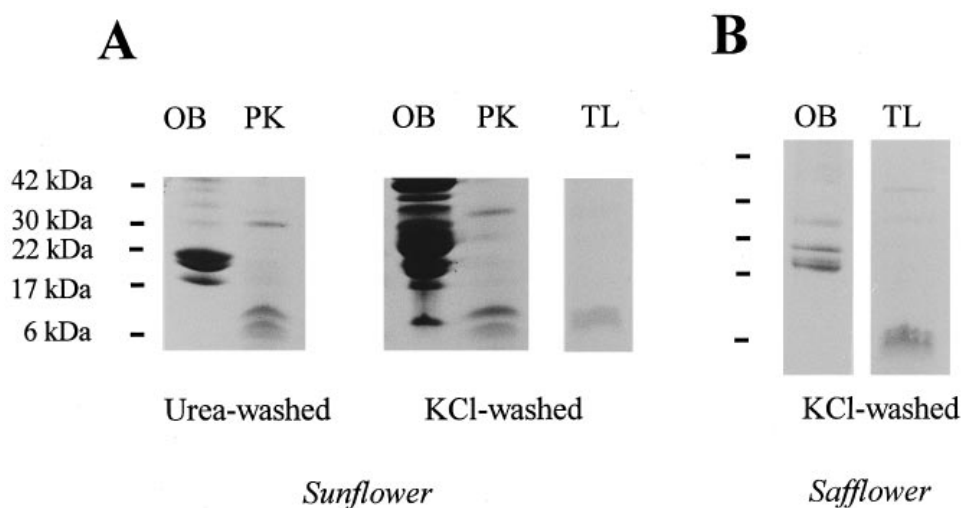 A
B
OB PK OB PK TL OB TL
42 kDa
30 kDa
22 kDa
17 kDa
6 kDa
Urea-washed KCl-washed KCl-washed
Sunflower Safflower